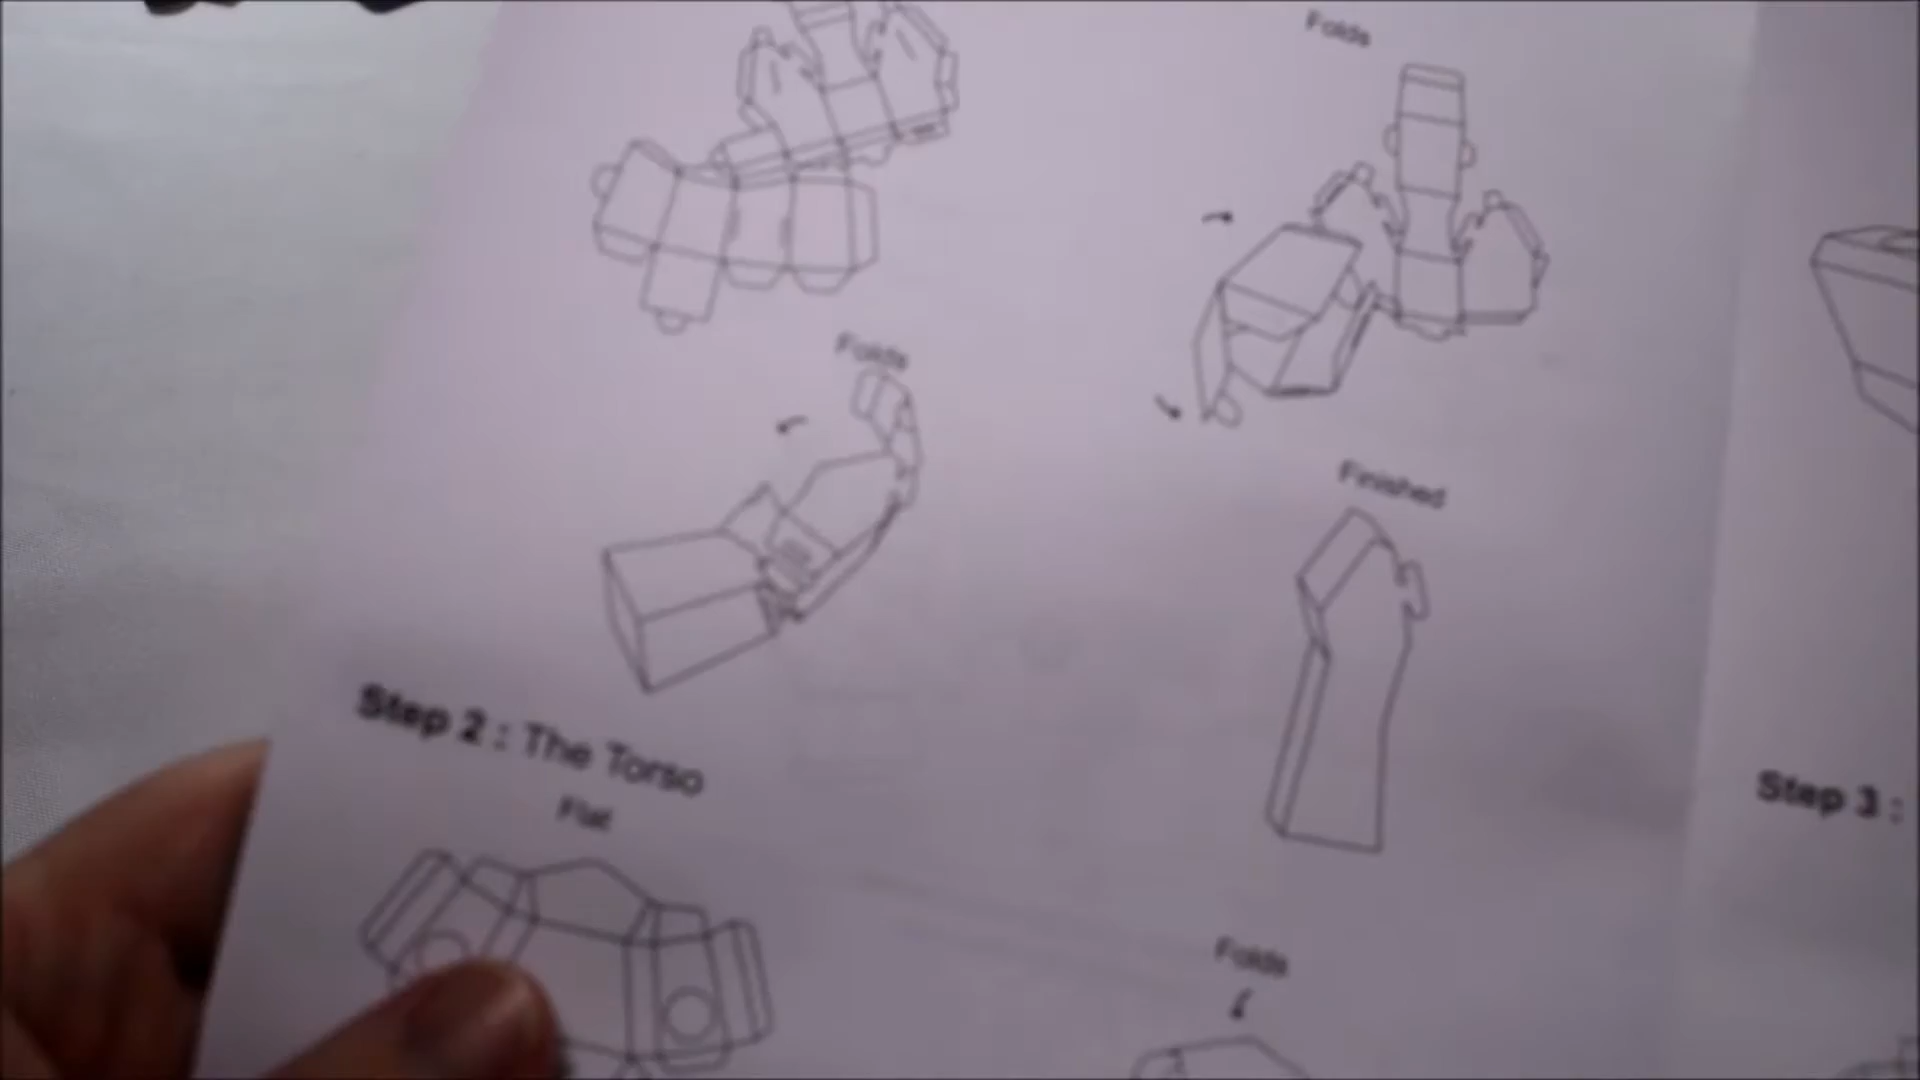 Folds
Folds
Finished
Step 2 : The Torso
Flat
Folds
Step 3 :